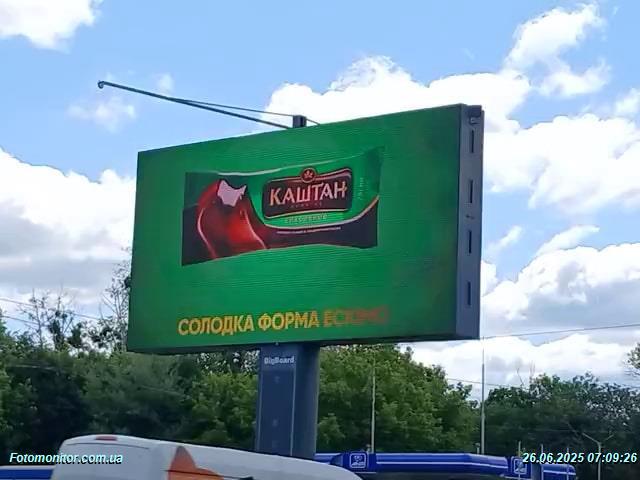 КАШТАН
СОЛОДКА ФОРМА ЕСКІМО
BigBoard
Fotomonitor.com.ua
26.06.2025 07:09:26